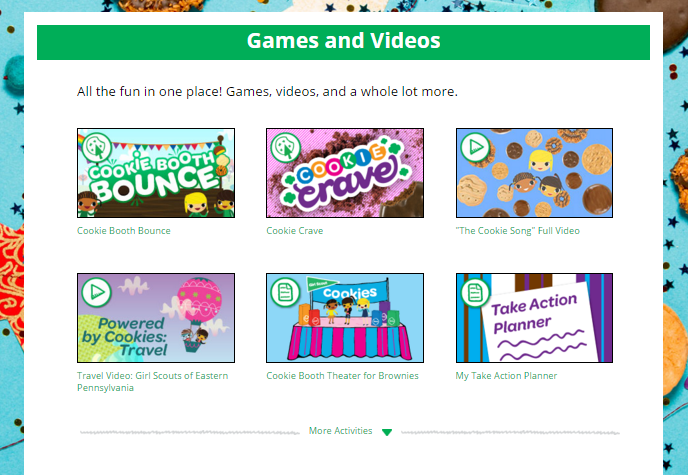 Games and Videos
All the fun in one place! Games, videos, and a whole lot more.
COOKIE BOOTH
BOUNCE
COOKIE
crave
Cookie Booth Bounce
Cookie Crave
"The Cookie Song" Full Video
Powered
by Cookies:
Travel
Cookies
Take Action
Planner
Travel Video: Girl Scouts of Eastern
Pennsylvania
Cookie Booth Theater for Brownies
My Take Action Planner
More Activities